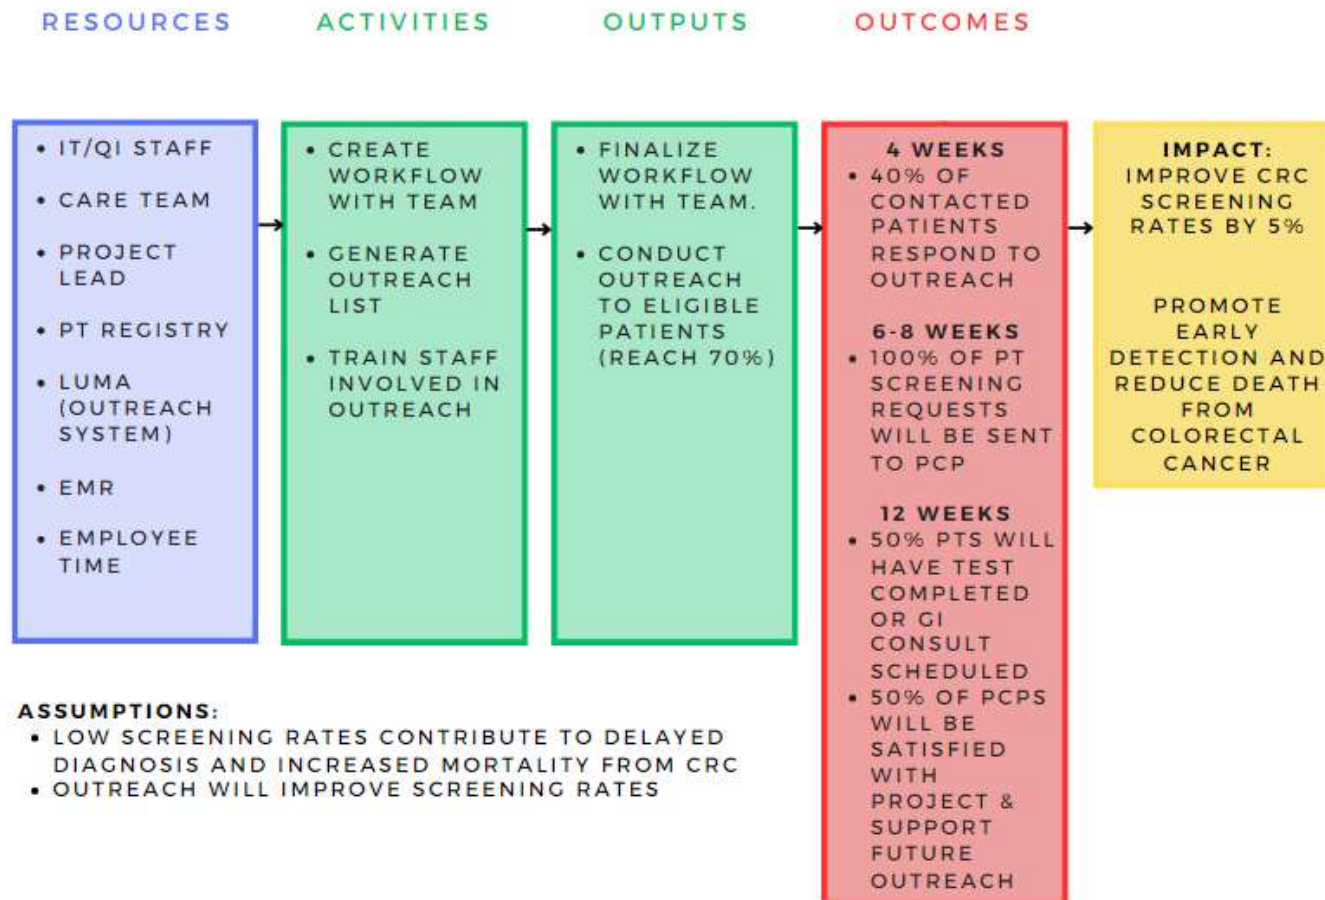 RESOURCES
ACTIVITIES
OUTPUTS
OUTCOMES
• IT/QI STAFF
• CARE TEAM
• PROJECT
LEAD
• PT REGISTRY
• LUMA
(OUTREACH
SYSTEM)
• EMR
• EMPLOYEE
TIME
• CREATE
WORKFLOW
WITH TEAM
• GENERATE
OUTREACH
LIST
• TRAIN STAFF
INVOLVED IN
OUTREACH
• FINALIZE
WORKFLOW
WITH TEAM.
• CONDUCT
OUTREACH
TO ELIGIBLE
PATIENTS
(REACH 70%)
4 WEEKS
• 40% OF
CONTACTED
PATIENTS
RESPOND TO
OUTREACH
6-8 WEEKS
• 100% OF PT
SCREENING
REQUESTS
WILL BE SENT
TO PCP
12 WEEKS
• 50% PTS WILL
HAVE TEST
COMPLETED
OR GI
CONSULT
SCHEDULED
• 50% OF PCPS
WILL BE
SATISFIED
WITH
PROJECT &
SUPPORT
FUTURE
OUTREACH
IMPACT:
IMPROVE CRC
SCREENING
RATES BY 5%
PROMOTE
EARLY
DETECTION AND
REDUCE DEATH
FROM
COLORECTAL
CANCER
ASSUMPTIONS:
• LOW SCREENING RATES CONTRIBUTE TO DELAYED
DIAGNOSIS AND INCREASED MORTALITY FROM CRC
• OUTREACH WILL IMPROVE SCREENING RATES